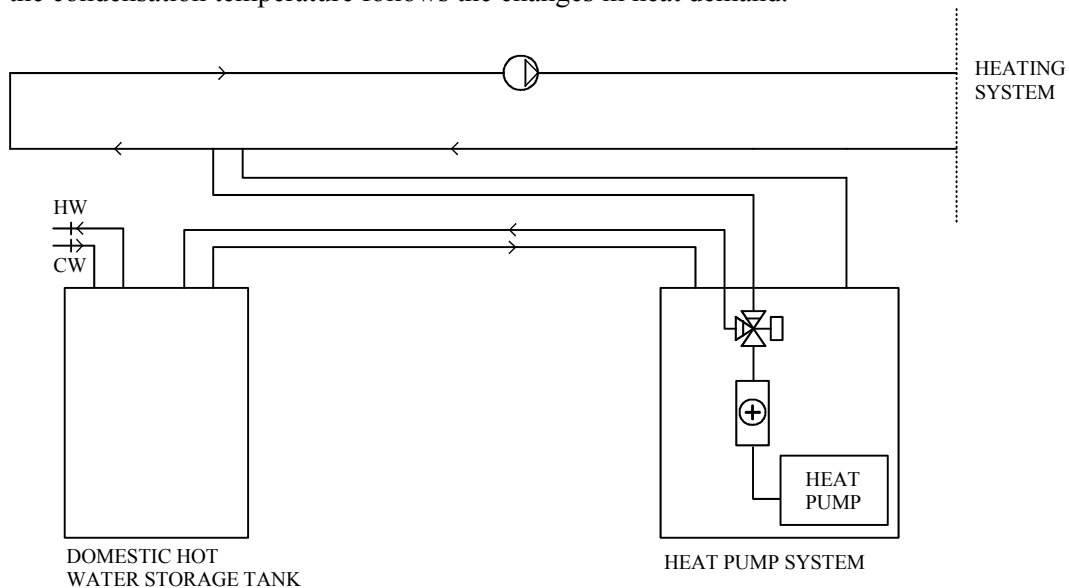 the condensation temperature follows the changes in heat demand.
HEATING
SYSTEM
HW
CW
HEAT
PUMP
DOMESTIC HOT
WATER STORAGE TANK
HEAT PUMP SYSTEM